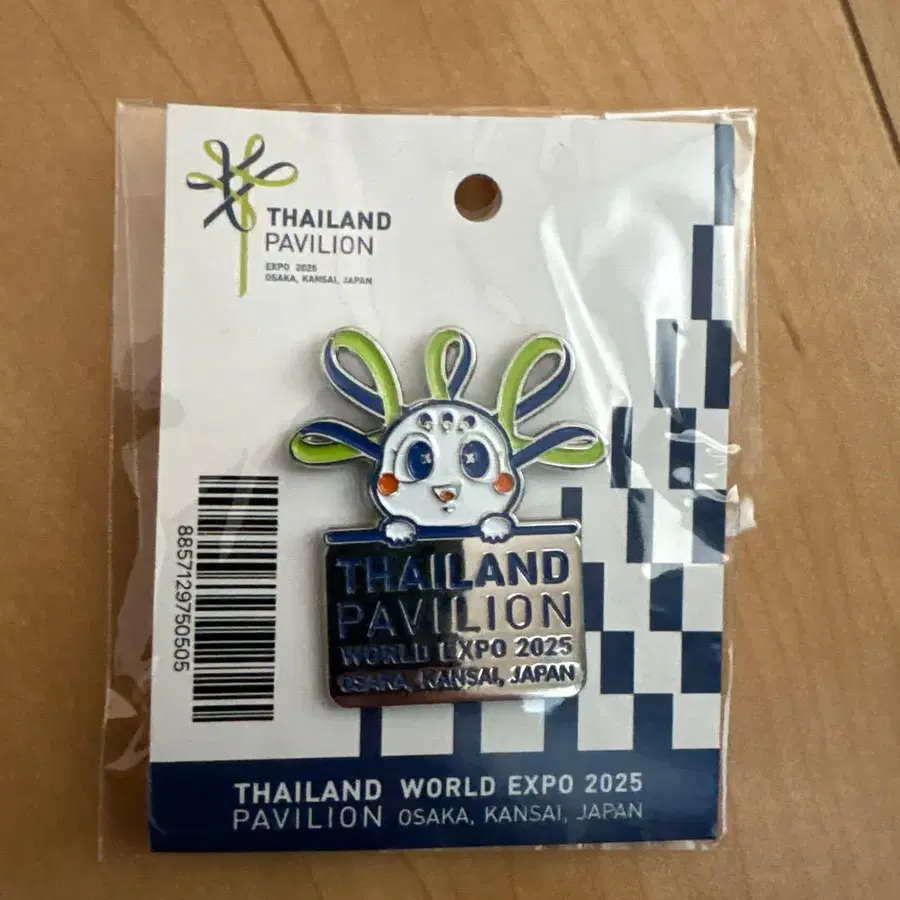 THAILAND
PAVILION
EXPO 2025
OSAKA, KANSAI, JAPAN
8857129750505
THAILAND
PAVILION
WORLD EXPO 2025
OSAKA, KANSAI, JAPAN
THAILAND WORLD EXPO 2025
PAVILION OSAKA, KANSAI, JAPAN